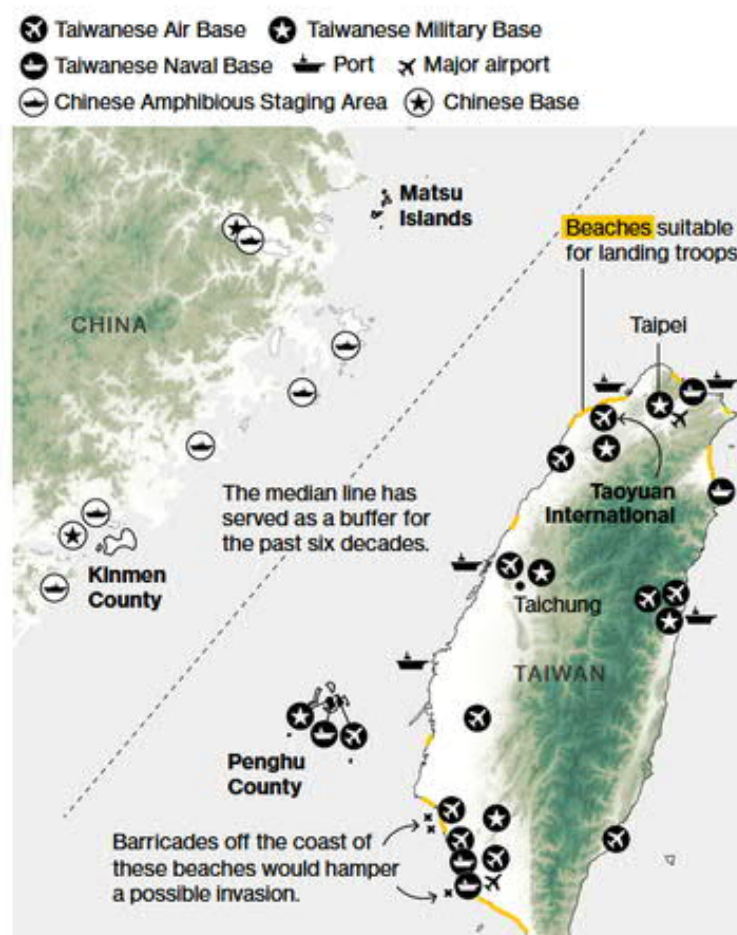 Taiwanese Air Base Taiwanese Military Base
Taiwanese Naval Base Port Major airport
Chinese Amphibious Staging Area Chinese Base
Matsu
Islands
Beaches suitable
for landing troops
CHINA
Taipei
The median line has
served as a buffer for
the past six decades.
Taoyuan
International
Kinmen
County
Taichung
TAIWAN
Penghu
County
Barricades off the coast of
these beaches would hamper
a possible invasion.